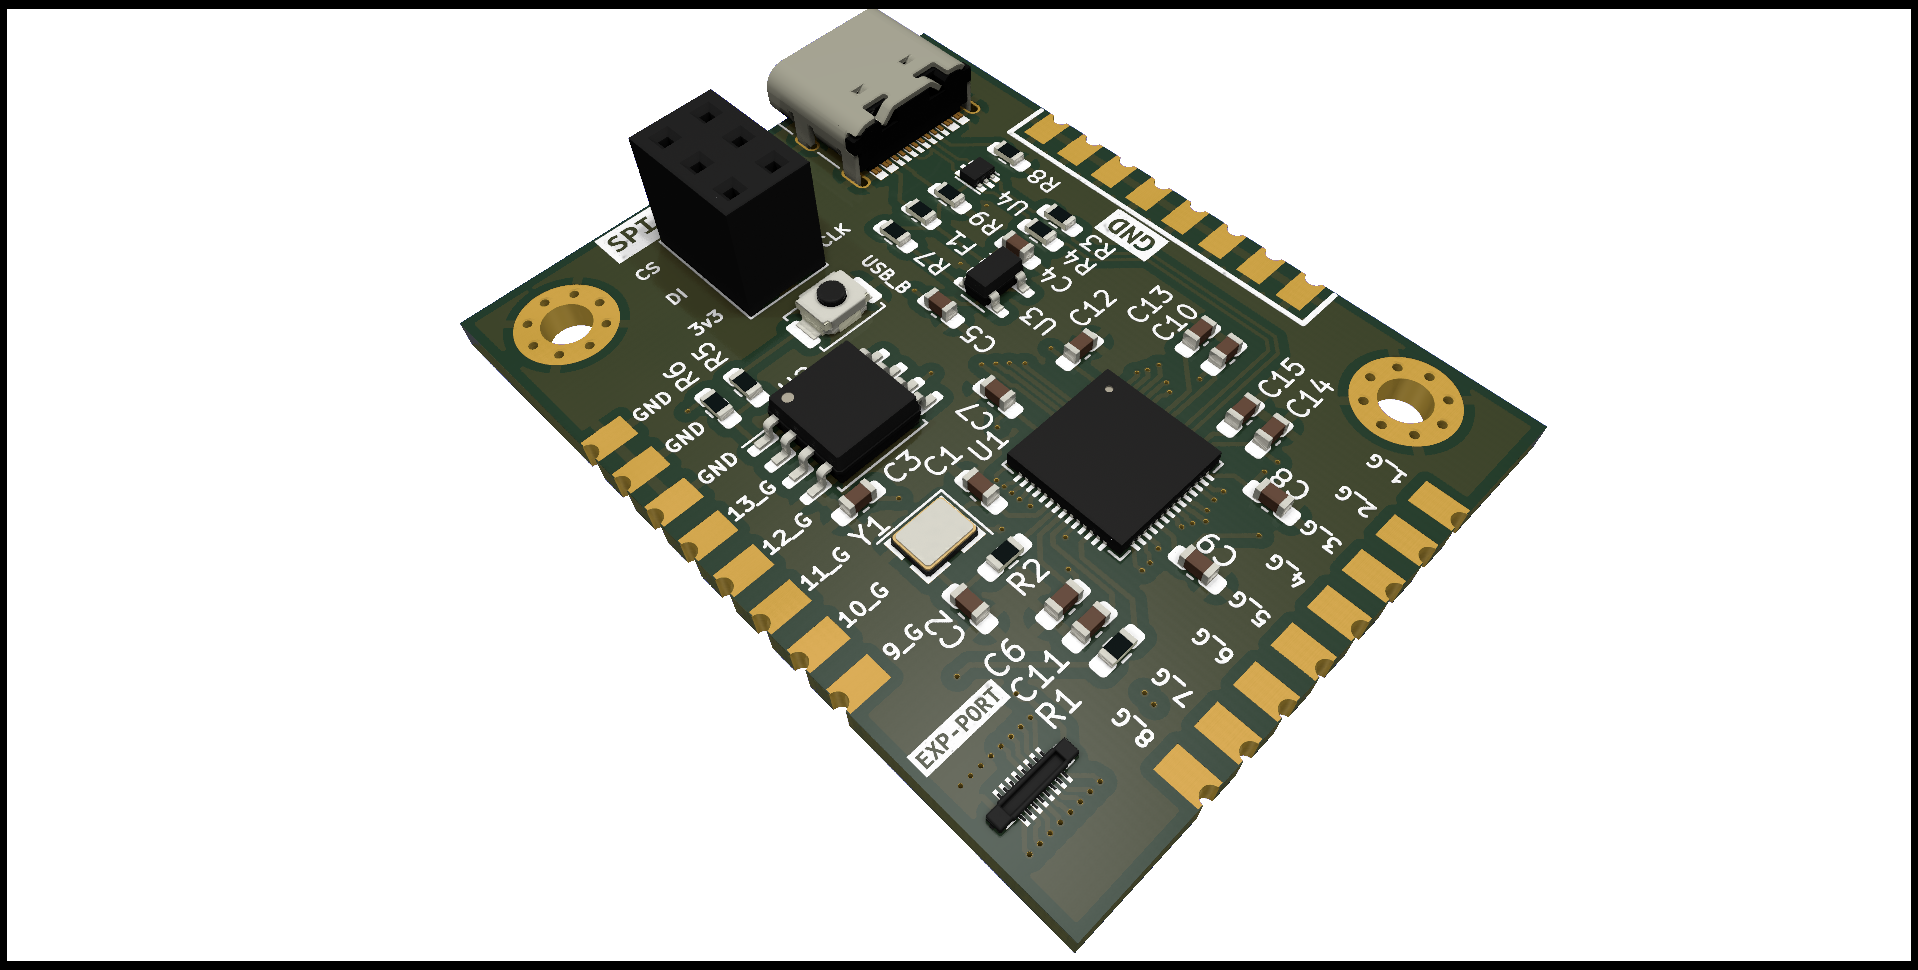 SPI
CS
DI
3v3
CLK
USB_B
R8
U4
R9
F1
R7
R3
R4
C4
GND
U3
C5
C12
C13
C10
C15
C14
R5
R6
GND
GND
GND
13_G
12_G
11_G
10_G
9_G
C7
U1
C1
C3
Y1
R2
C2
C6
C11
R1
C8
C9
1_G
2_G
3_G
4_G
5_G
6_G
7_G
8_G
EXP-PORT